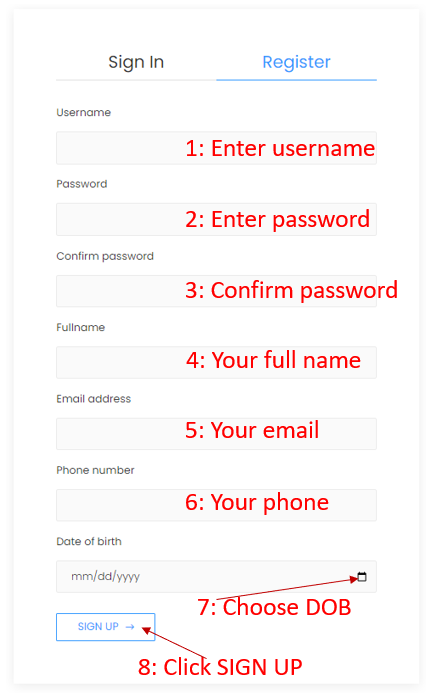 Sign In
Register
Username
1: Enter username
Password
2: Enter password
Confirm password
3: Confirm password
Fullname
4: Your full name
Email address
5: Your email
Phone number
6: Your phone
Date of birth
mm/dd/yyyy
7: Choose DOB
SIGN UP →
8: Click SIGN UP